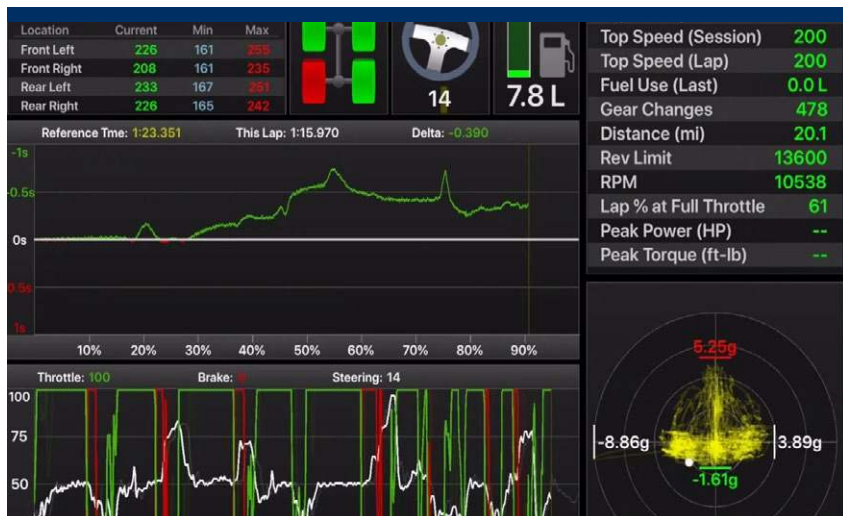 Location Current Min Max
Front Left 226 161 255
Front Right 208 161 235
Rear Left 233 167 251
Rear Right 226 165 242
14
7.8 L
Top Speed (Session) 200
Top Speed (Lap) 200
Fuel Use (Last) 0.0 L
Gear Changes 478
Distance (mi) 20.1
Rev Limit 13600
RPM 10538
Lap % at Full Throttle 61
Peak Power (HP) --
Peak Torque (ft-lb) --
Reference Tme: 1:23.351 This Lap: 1:15.970 Delta: -0.390
-1s
-0.5s
0s
0.5s
1s
10% 20% 30% 40% 50% 60% 70% 80% 90%
Throttle: 100 Brake: Steering: 14
100
75
50
5.25g
-8.86g
3.89g
-1.61g